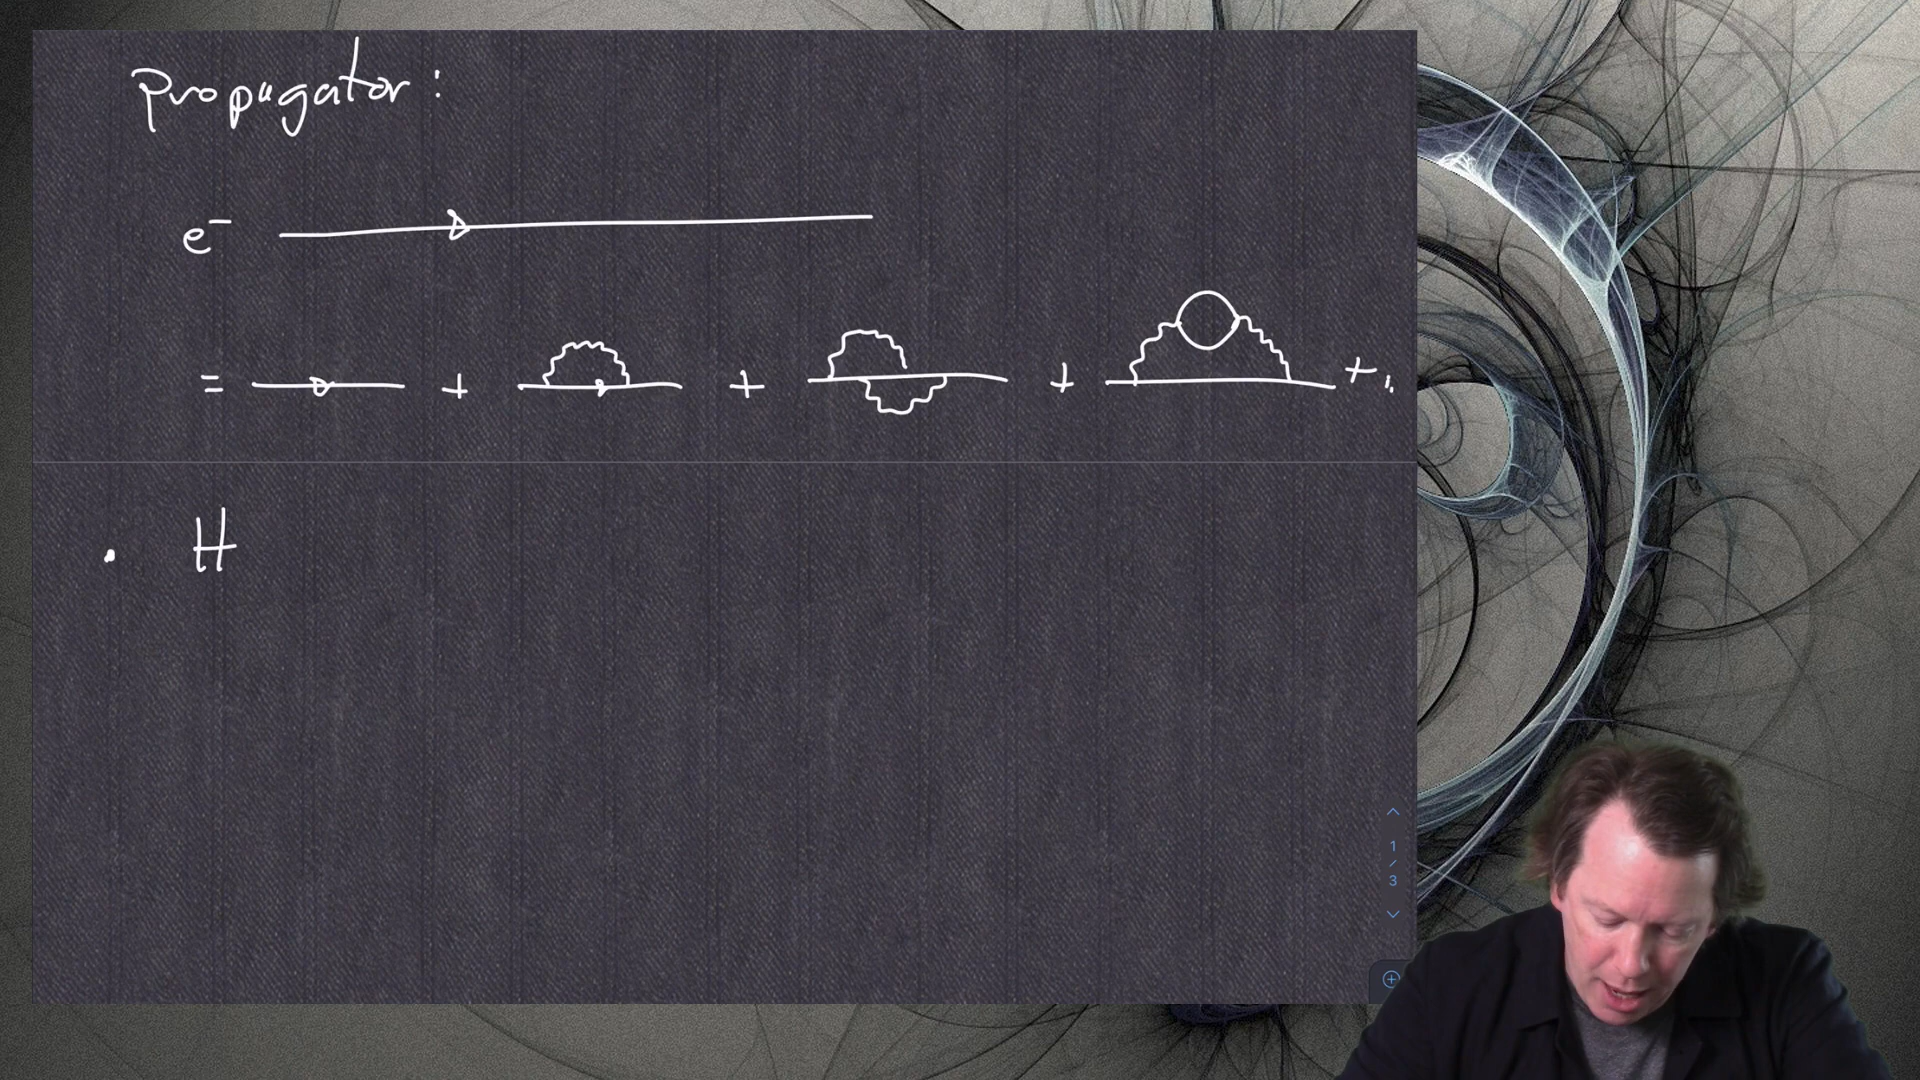 Propagator:
e⁻
= + + + + ..
· H
1
/
3